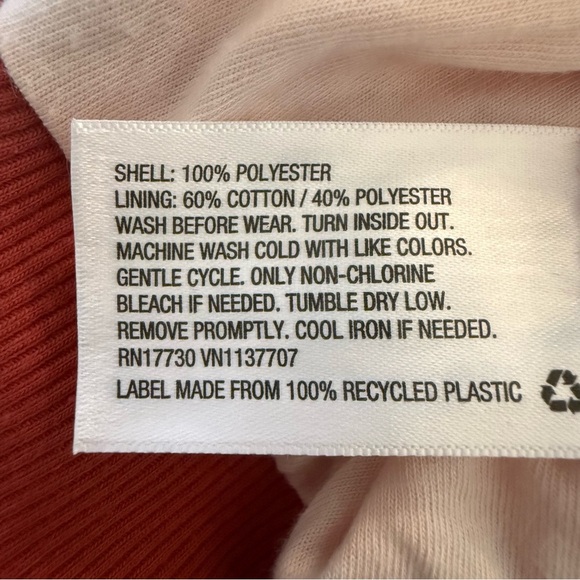 SHELL: 100% POLYESTER
LINING: 60% COTTON / 40% POLYESTER
WASH BEFORE WEAR. TURN INSIDE OUT.
MACHINE WASH COLD WITH LIKE COLORS.
GENTLE CYCLE. ONLY NON-CHLORINE
BLEACH IF NEEDED. TUMBLE DRY LOW.
REMOVE PROMPTLY. COOL IRON IF NEEDED.
RN17730 VN1137707
LABEL MADE FROM 100% RECYCLED PLASTIC